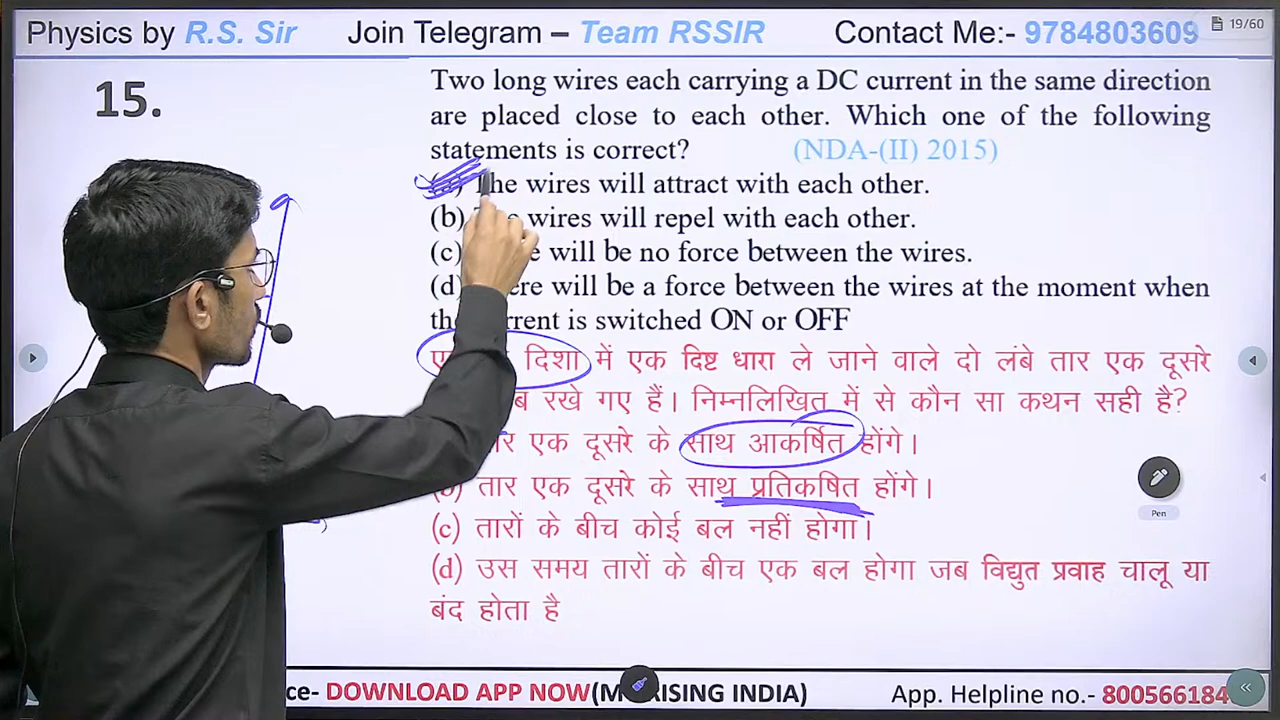 Physics by R.S. Sir Join Telegram – Team RSSIR Contact Me:- 9784803609 19/60
15.
Two long wires each carrying a DC current in the same direction
are placed close to each other. Which one of the following
statements is correct? (NDA-(II) 2015)
The wires will attract with each other.
(b) wires will repel with each other.
(c) will be no force between the wires.
(d) will be a force between the wires at the moment when
is switched ON or OFF
दिशा में एक दिष्ट धारा ले जाने वाले दो लंबे तार एक दूसरे
रखे गए हैं। निम्नलिखित में से कौन सा कथन सही है?
एक दूसरे के साथ आकर्षित होंगे।
(b) तार एक दूसरे के साथ प्रतिकषित होंगे।
(c) तारों के बीच कोई बल नहीं होगा।
(d) उस समय तारों के बीच एक बल होगा जब विद्युत प्रवाह चालू या
बंद होता है
Pen
DOWNLOAD APP NOW RISING INDIA) App. Helpline no.- 800566184